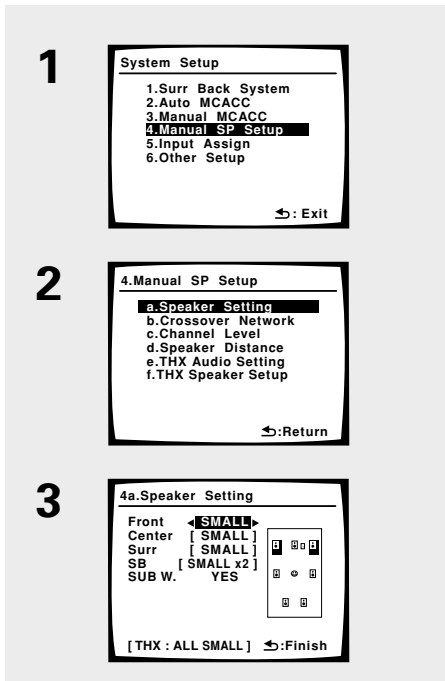 1
System Setup
1.Surr Back System
2.Auto MCACC
3.Manual MCACC
4.Manual SP Setup
5.Input Assign
6.Other Setup
: Exit
2
4.Manual SP Setup
a.Speaker Setting
b.Crossover Network
c.Channel Level
d.Speaker Distance
e.THX Audio Setting
f.THX Speaker Setup
:Return
3
4a.Speaker Setting
Front SMALL
Center [ SMALL ]
Surr [ SMALL ]
SB [ SMALL x2 ]
SUB W. YES
[ THX : ALL SMALL ] :Finish